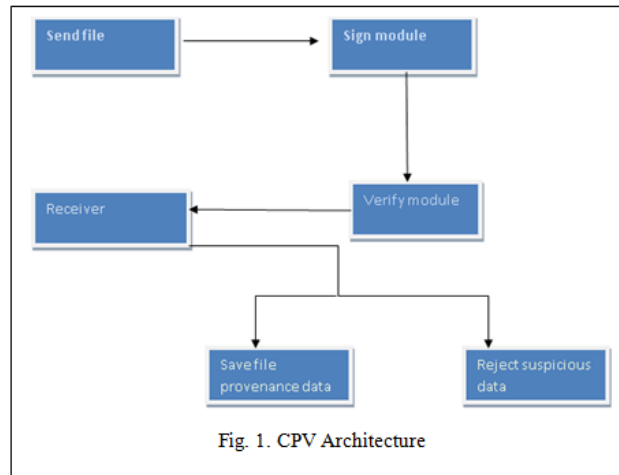 Send file
Sign module
Receiver
Verify module
Save file
provenance data
Reject suspicious
data
Fig. 1. CPV Architecture